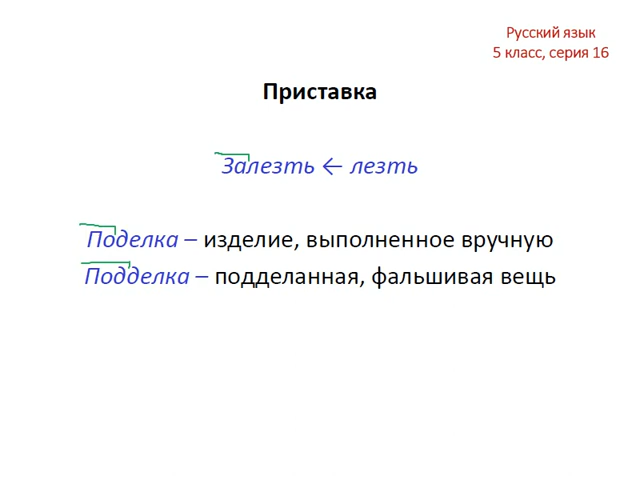 Русский язык
5 класс, серия 16
Приставка
Залезть ← лезть
Поделка – изделие, выполненное вручную
Подделка – подделанная, фальшивая вещь